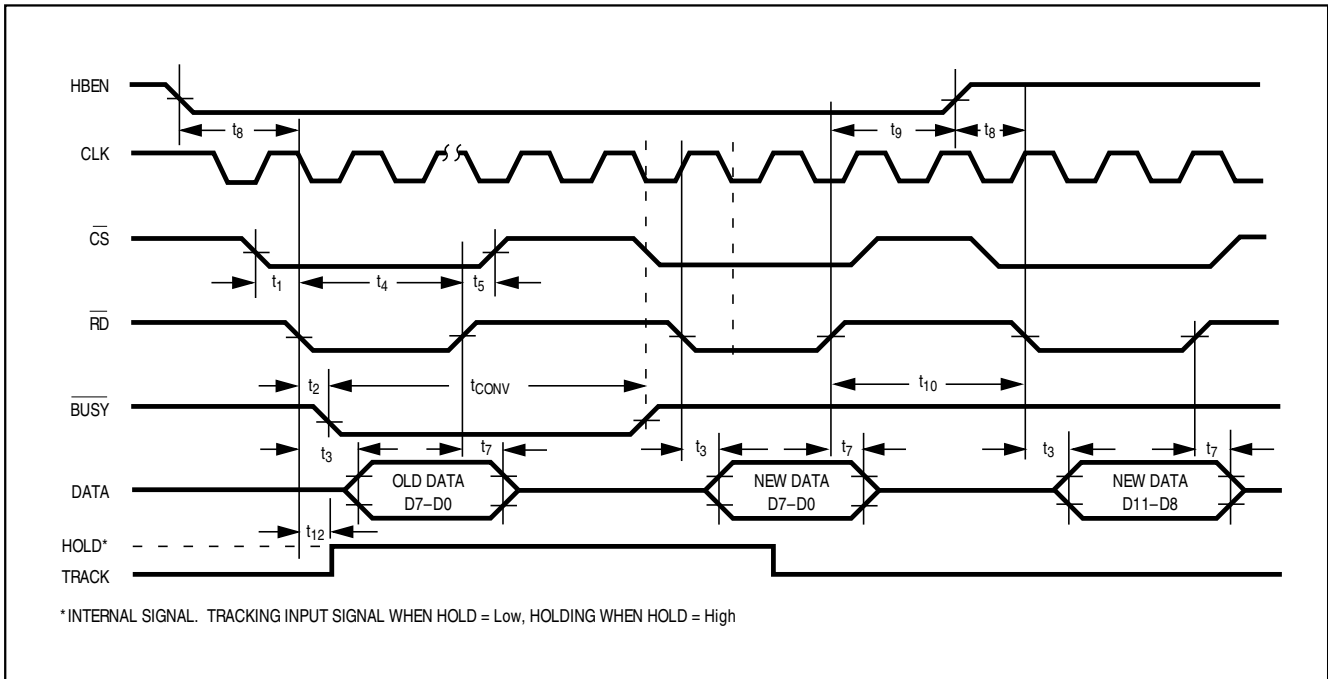 HBEN
t8 t9 t8
CLK
CS
t1 t4 t5
RD
t2 tCONV t10
BUSY
t3 t7 t3 t7 t3 t7
DATA
OLD DATA NEW DATA NEW DATA
D7–D0 D7–D0 D11–D8
t12
HOLD*
TRACK
*INTERNAL SIGNAL. TRACKING INPUT SIGNAL WHEN HOLD = Low, HOLDING WHEN HOLD = High